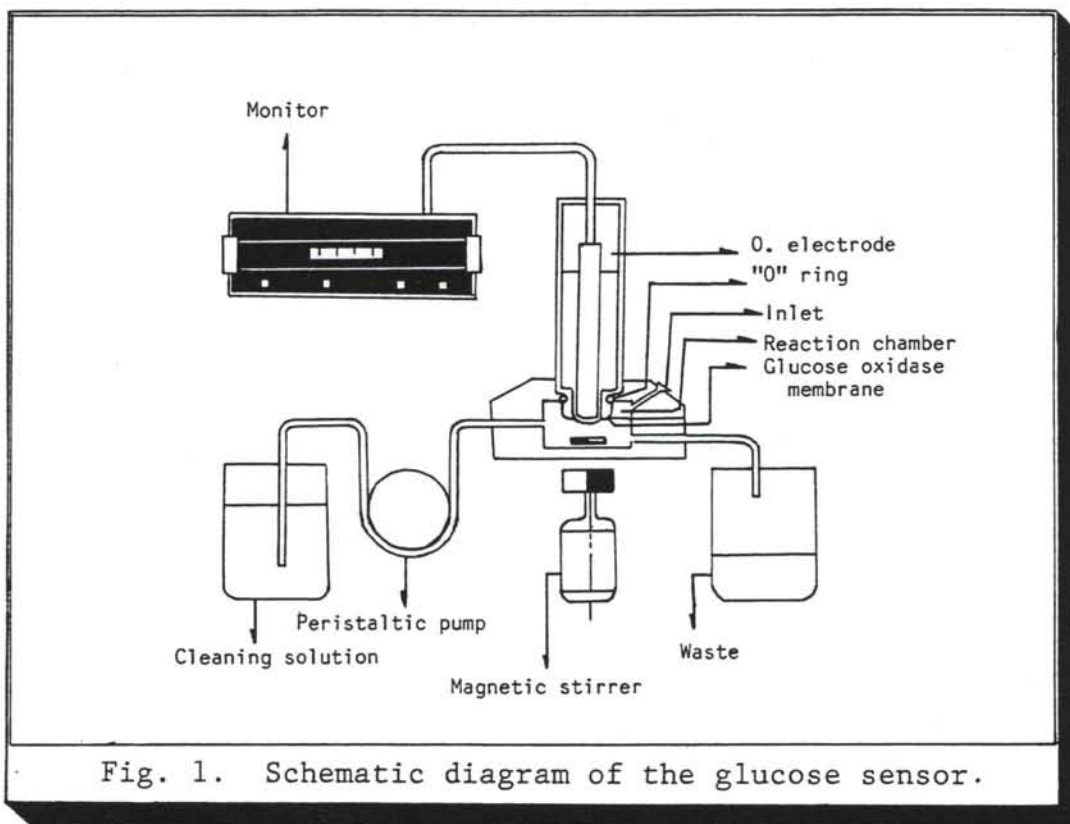 Monitor
O. electrode
"O" ring
Inlet
Reaction chamber
Glucose oxidase
membrane
Peristaltic pump
Cleaning solution
Waste
Magnetic stirrer
Fig. 1. Schematic diagram of the glucose sensor.